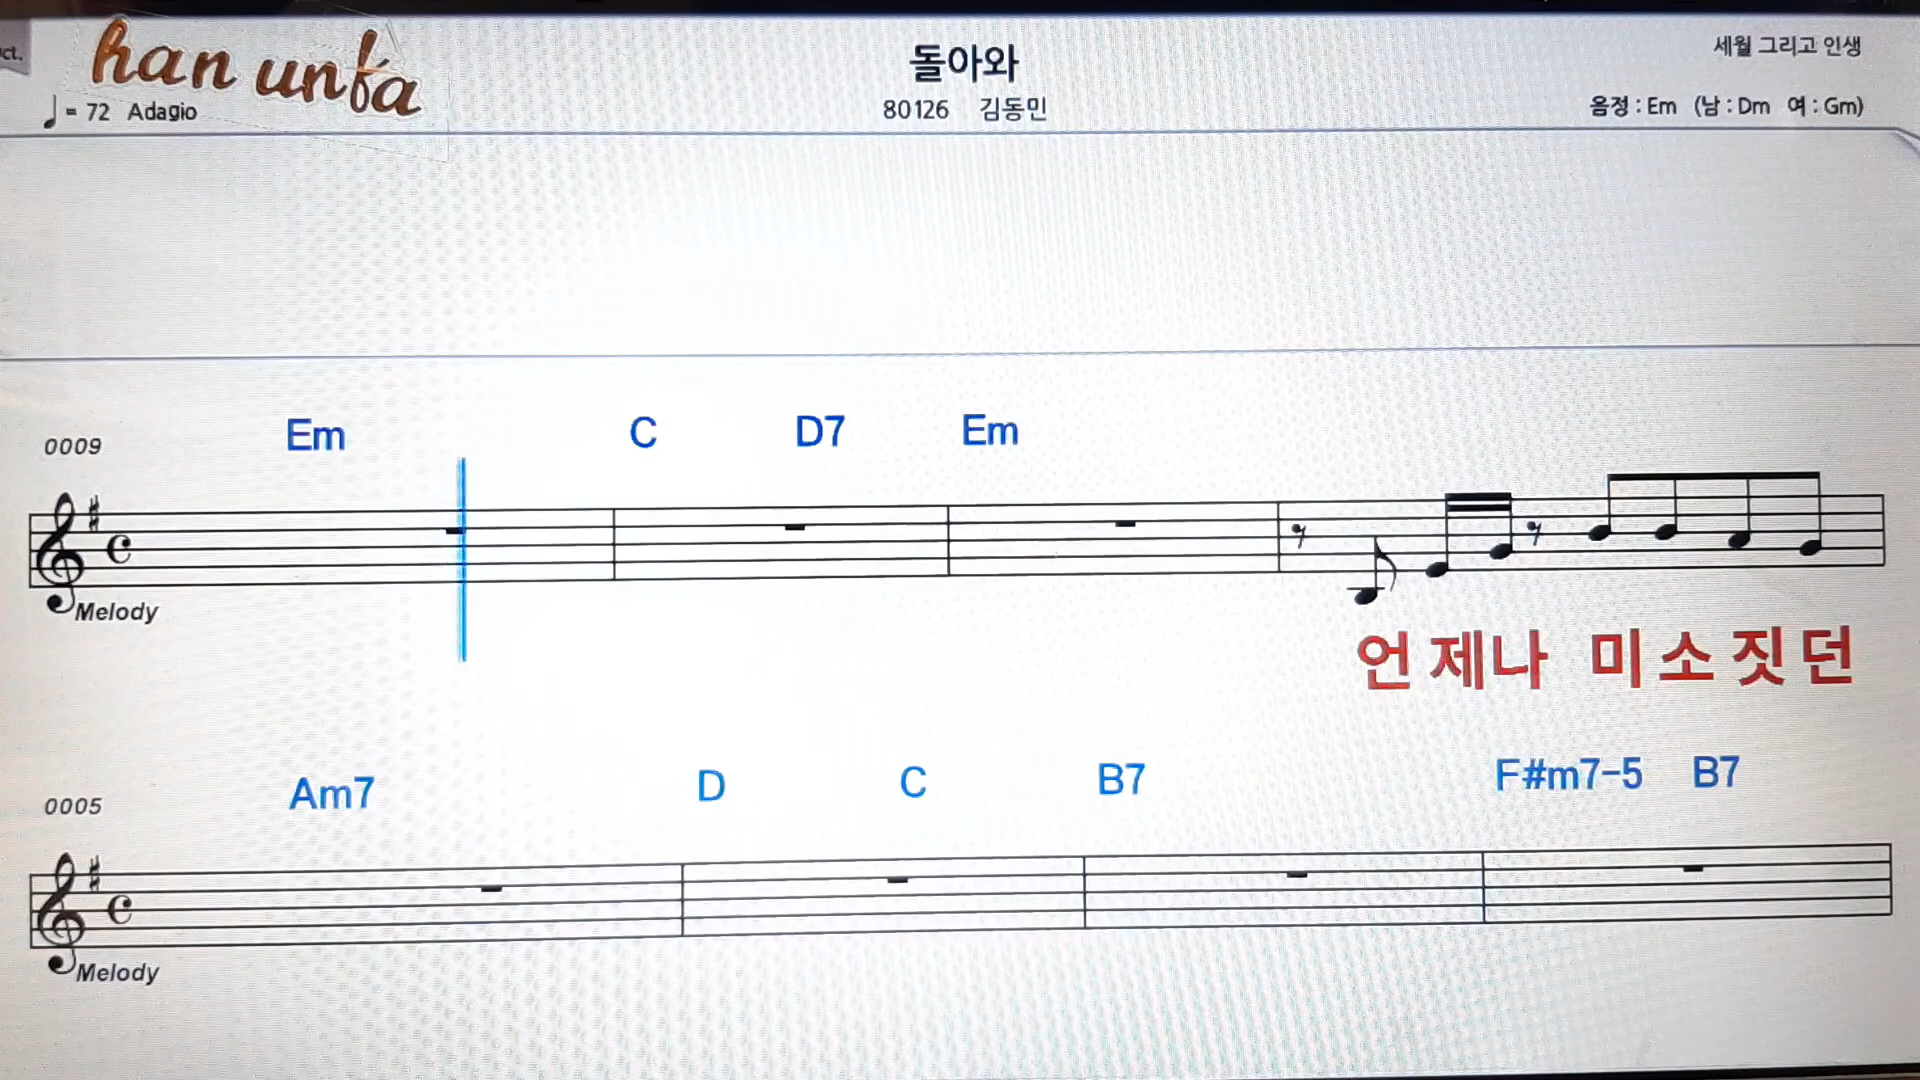 ct.
han unfa
돌아와
세월 그리고 인생
= 72 Adagio
80126 김동민
음정 : Em (남 : Dm 여 : Gm)
Em C D7 Em
0009
Melody
언제나 미소짓던
Am7 D C B7 F#m7-5 B7
0005
Melody